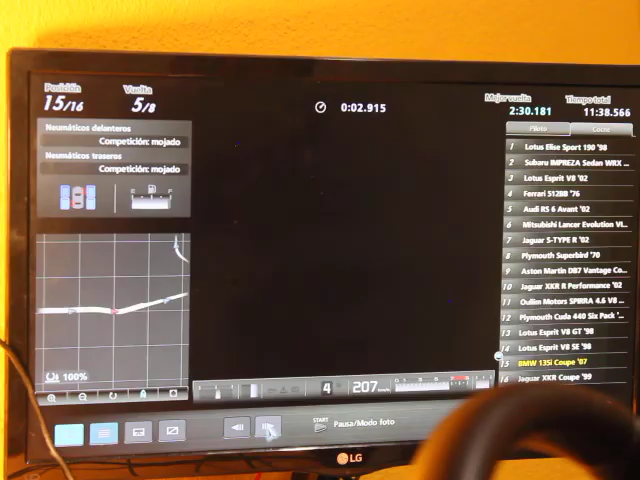 Posición
15/16
Vuelta
5/8
0:02.915
Mejor vuelta
2:30.181
Tiempo total
11:38.566
Neumáticos delanteros
Competición: mojado
Neumáticos traseros
Competición: mojado
100%
Piloto
Coche
1 Lotus Elise Sport 190 '98
2 Subaru IMPREZA Sedan WRX ...
3 Lotus Esprit V8 '02
4 Ferrari 512BB '76
5 Audi RS 6 Avant '02
6 Mitsubishi Lancer Evolution VI...
7 Jaguar S-TYPE R '02
8 Plymouth Superbird '70
9 Aston Martin DB7 Vantage Co...
10 Jaguar XKR R Performance '02
11 Oullim Motors SPIRRA 4.6 V8 ...
12 Plymouth Cuda 440 Six Pack '...
13 Lotus Esprit V8 GT '98
14 Lotus Esprit V8 SE '98
15 BMW 135i Coupe '07
16 Jaguar XKR Coupe '99
4
207 km/h
START
Pausa/Modo foto
LG